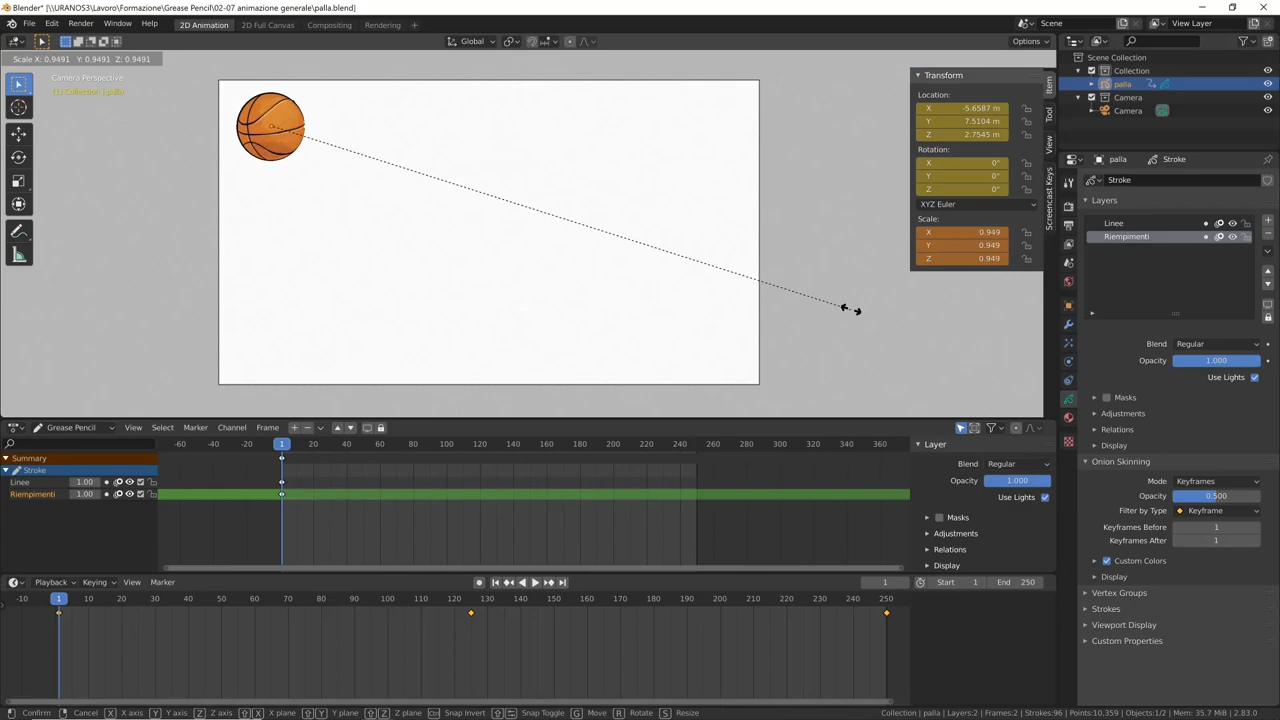 Blender* [\\URANOS3\Lavoro\Formazione\Grease Pencil\02-07 animazione generale\palla.blend]
File Edit Render Window Help 2D Animation 2D Full Canvas Compositing Rendering Scene View Layer
Global Options
Scale X: 0.9491 Y: 0.9491 Z: 0.9491
Camera Perspective
(1) Collection | palla
Transform
Location:
X -5.6587 m
Y 7.5104 m
Z 2.7545 m
Rotation:
X 0°
Y 0°
Z 0°
XYZ Euler
Scale:
X 0.949
Y 0.949
Z 0.949
Item
Tool
View
Screencast Keys
Scene Collection
Collection
palla
Camera
Camera
palla Stroke
Stroke
Layers
Linee
Riempimenti
Blend Regular
Opacity 1.000
Use Lights
Masks
Adjustments
Relations
Display
Onion Skinning
Mode Keyframes
Opacity 0.500
Filter by Type Keyframe
Keyframes Before 1
Keyframes After 1
Custom Colors
Display
Vertex Groups
Strokes
Viewport Display
Custom Properties
Grease Pencil View Select Marker Channel Frame
-60 -40 -20 1 20 40 60 80 100 120 140 160 180 200 220 240 260 280 300 320 340 360
Summary
Stroke
Linee 1.00
Riempimenti 1.00
Layer
Blend Regular
Opacity 1.000
Use Lights
Masks
Adjustments
Relations
Display
Playback Keying View Marker 1 Start 1 End 250
-10 1 10 20 30 40 50 60 70 80 90 100 110 120 130 140 150 160 170 180 190 200 210 220 230 240 250
Confirm Cancel X X axis Y Y axis Z Z axis X X plane Y Y plane Z Z plane Snap Invert Snap Toggle G Move R Rotate S Resize Collection | palla Layers:2 Frames:2 Strokes:96 Points:10,359 Objects:1/2 Mem: 35.7 MiB 2.83.0